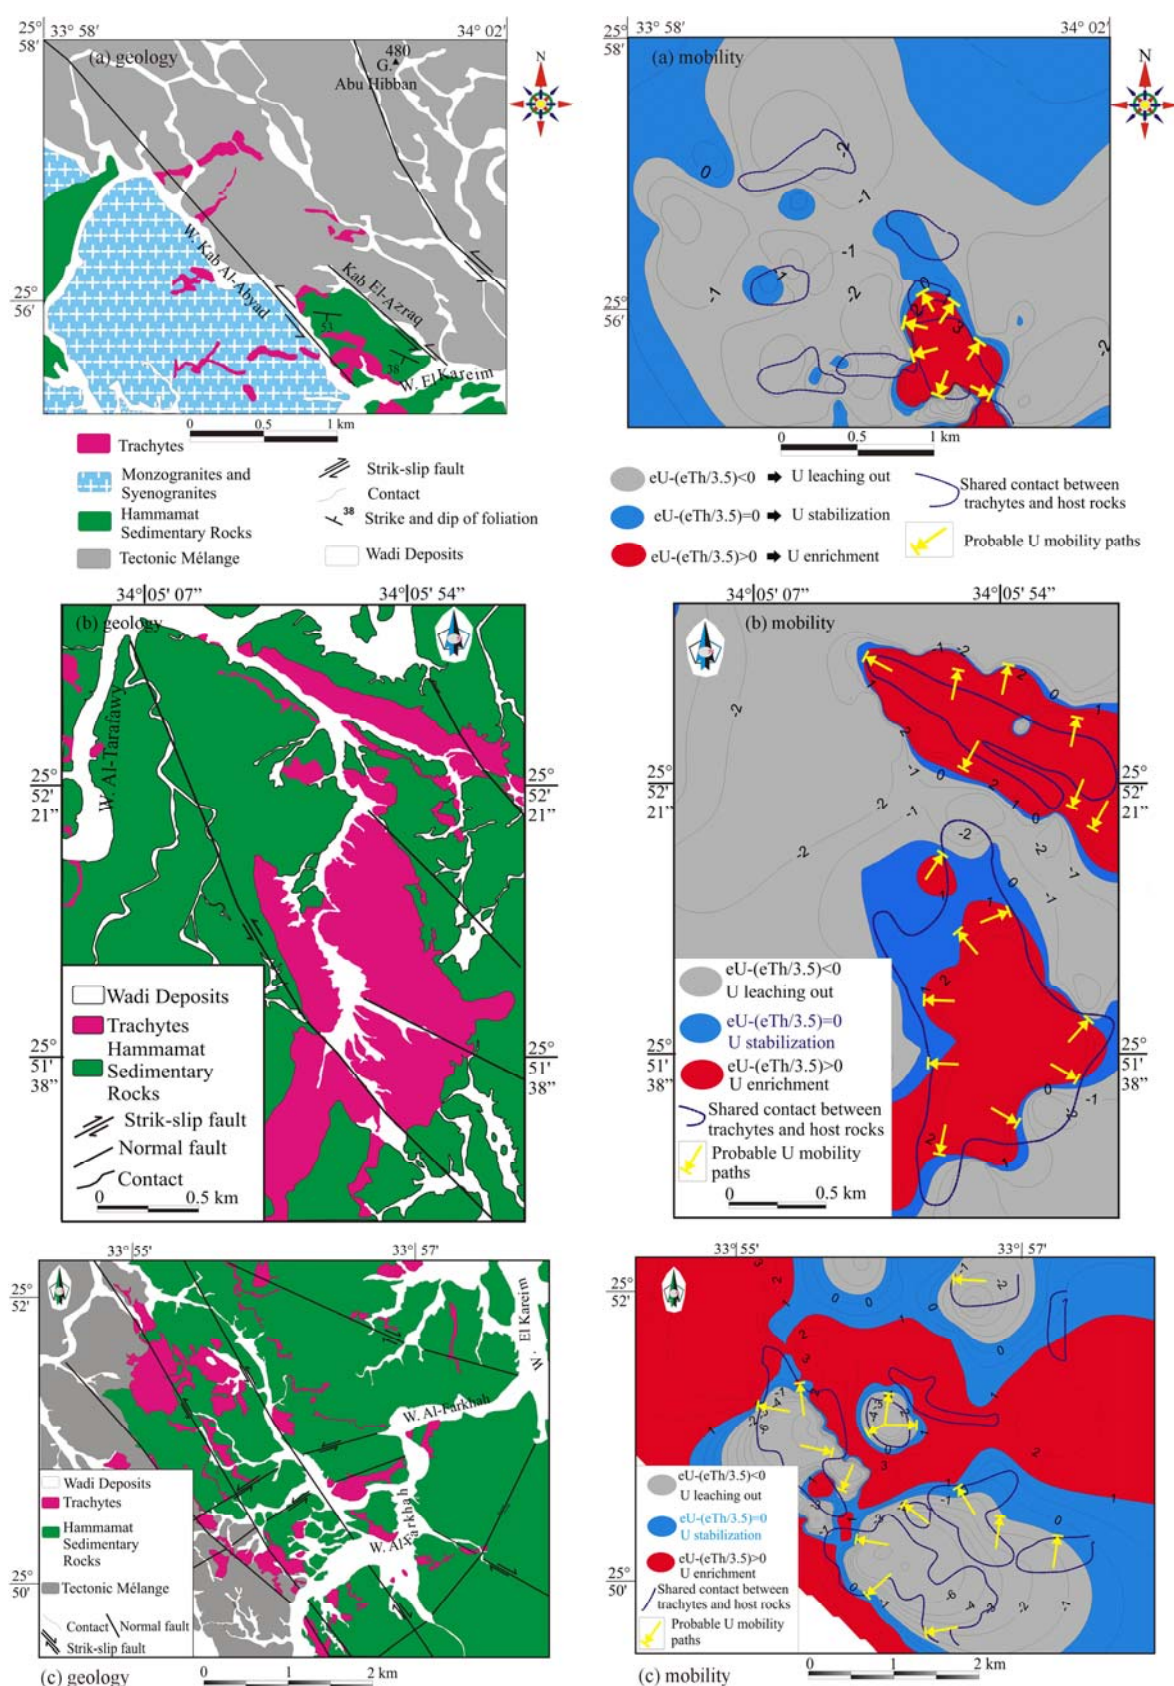 33° 58'
34° 02'
25°
58'
(a) geology
480
G.
Abu Hibban
N
W. Kab Al-Abyad
Kab El-Azraq
53
38
W. El Kareim
25°
56'
0
0.5
1 km
Trachytes
Monzogranites and
Syenogranites
Hammamat
Sedimentary Rocks
Tectonic Mélange
Strik-slip fault
Contact
38
Strike and dip of foliation
Wadi Deposits
33° 58'
34° 02'
25°
58'
(a) mobility
N
-2
0
-1
-1
-1
-2
0
2
3
-2
25°
56'
0
0.5
1 km
eU-(eTh/3.5)<0
U leaching out
eU-(eTh/3.5)=0
U stabilization
eU-(eTh/3.5)>0
U enrichment
Shared contact between
trachytes and host rocks
Probable U mobility paths
34° 05' 07”
34° 05' 54”
(b) geology
W. Al-Tarafawy
25°
52'
21”
25°
52'
21”
25°
51'
38”
25°
51'
38”
Wadi Deposits
Trachytes
Hammamat
Sedimentary
Rocks
Strik-slip fault
Normal fault
Contact
0
0.5 km
34° 05' 07”
34° 05' 54”
(b) mobility
25°
52'
21”
25°
52'
21”
25°
51'
38”
25°
51'
38”
eU-(eTh/3.5)<0
U leaching out
eU-(eTh/3.5)=0
U stabilization
eU-(eTh/3.5)>0
U enrichment
Shared contact between
trachytes and host rocks
Probable U mobility
paths
0
0.5 km
33° 55'
33° 57'
25°
52'
W. El Kareim
W. Al-Farkhah
W. Al-Farkhah
25°
50'
Wadi Deposits
Trachytes
Hammamat
Sedimentary
Rocks
Tectonic Mélange
Contact
Normal fault
Strik-slip fault
(c) geology
0
1
2 km
33° 55'
33° 57'
25°
52'
25°
50'
eU-(eTh/3.5)<0
U leaching out
eU-(eTh/3.5)=0
U stabilization
eU-(eTh/3.5)>0
U enrichment
Shared contact between
trachytes and host rocks
Probable U mobility
paths
(c) mobility
0
1
2 km